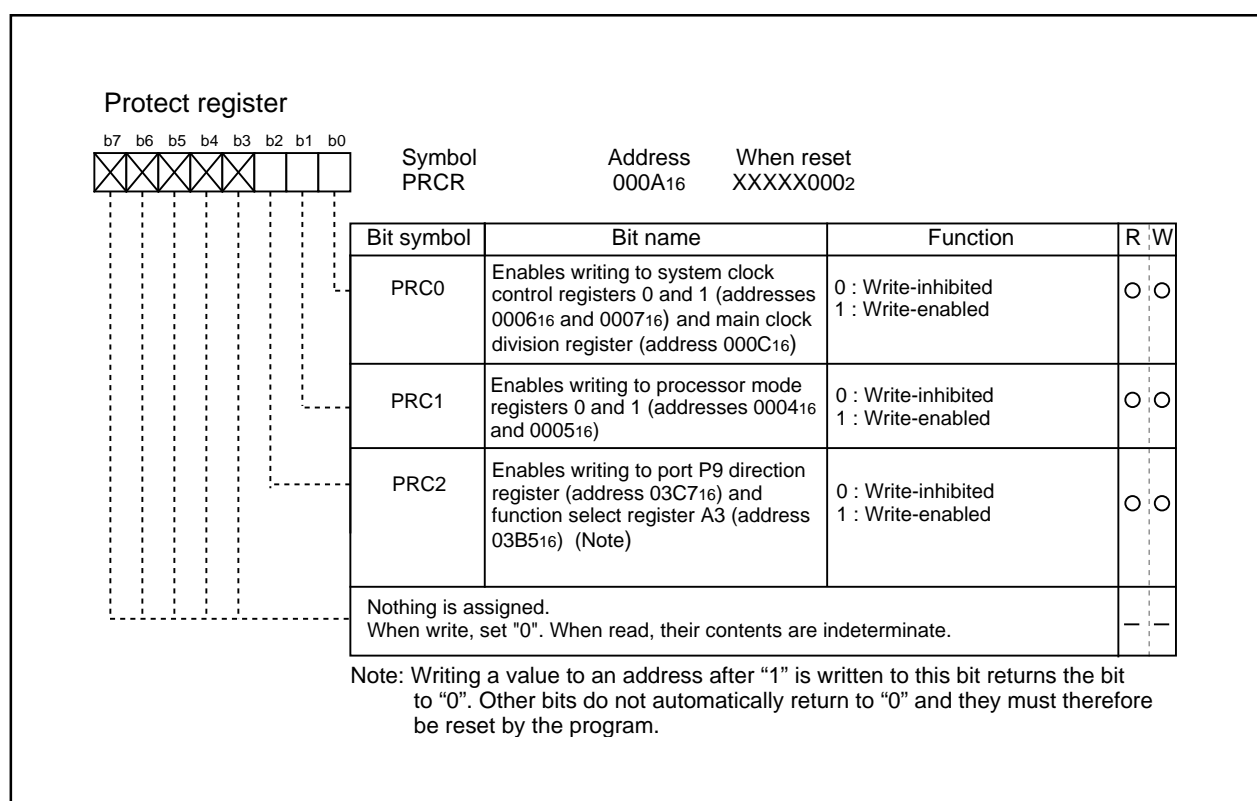 Protect register
b7 b6 b5 b4 b3 b2 b1 b0
Symbol Address When reset
PRCR 000A16 XXXXX0002
Bit symbol Bit name Function R W
PRC0
Enables writing to system clock
control registers 0 and 1 (addresses
000616 and 000716) and main clock
division register (address 000C16)
0 : Write-inhibited
1 : Write-enabled
PRC1
Enables writing to processor mode
registers 0 and 1 (addresses 000416
and 000516)
0 : Write-inhibited
1 : Write-enabled
PRC2
Enables writing to port P9 direction
register (address 03C716) and
function select register A3 (address
03B516) (Note)
0 : Write-inhibited
1 : Write-enabled
Nothing is assigned.
When write, set "0". When read, their contents are indeterminate.
– –
Note: Writing a value to an address after “1” is written to this bit returns the bit
to “0”. Other bits do not automatically return to “0” and they must therefore
be reset by the program.